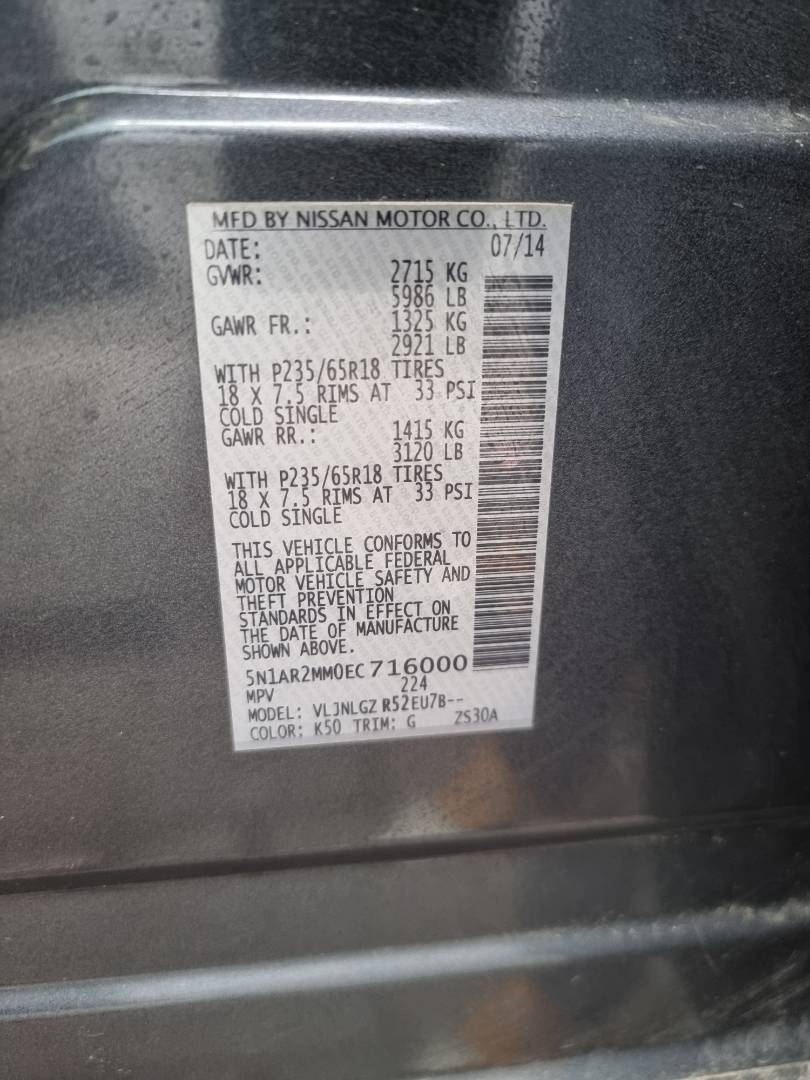 MFD BY NISSAN MOTOR CO., LTD.
DATE: 07/14
GVWR: 2715 KG
5986 LB
GAWR FR.: 1325 KG
2921 LB
WITH P235/65R18 TIRES
18 X 7.5 RIMS AT 33 PSI
COLD SINGLE
GAWR RR.: 1415 KG
3120 LB
WITH P235/65R18 TIRES
18 X 7.5 RIMS AT 33 PSI
COLD SINGLE
THIS VEHICLE CONFORMS TO
ALL APPLICABLE FEDERAL
MOTOR VEHICLE SAFETY AND
THEFT PREVENTION
STANDARDS IN EFFECT ON
THE DATE OF MANUFACTURE
SHOWN ABOVE.
5N1AR2MM0EC716000
MPV 224
MODEL: VLJNLGZ R52EU7B--
COLOR: K50 TRIM: G ZS30A